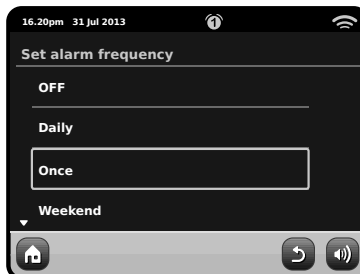 16.20pm 31 Jul 2013 1
Set alarm frequency
OFF
Daily
Once
Weekend